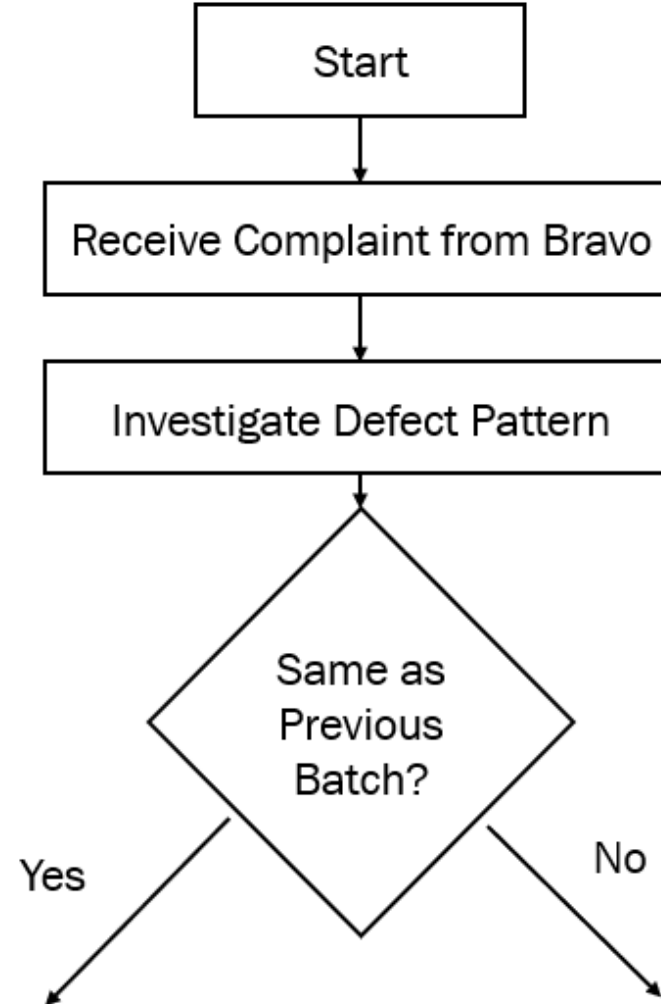 Start
Receive Complaint from Bravo
Investigate Defect Pattern
Same as
Previous
Batch?
Yes
No